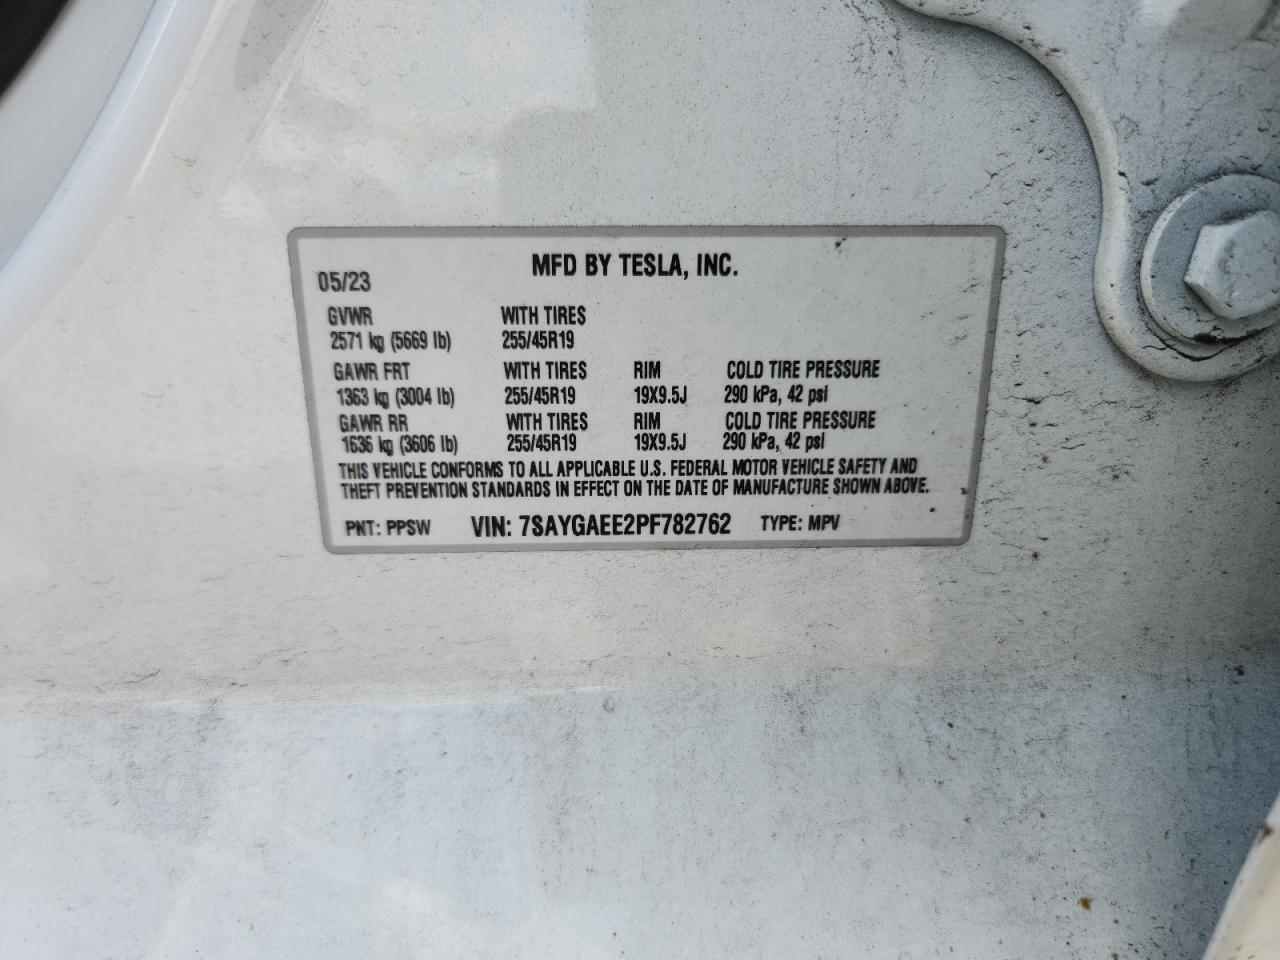 MFD BY TESLA, INC.
05/23
GVWR WITH TIRES
2571 kg (5669 lb) 255/45R19
GAWR FRT WITH TIRES RIM COLD TIRE PRESSURE
1363 kg (3004 lb) 255/45R19 19X9.5J 290 kPa, 42 psi
GAWR RR WITH TIRES RIM COLD TIRE PRESSURE
1636 kg (3606 lb) 255/45R19 19X9.5J 290 kPa, 42 psi
THIS VEHICLE CONFORMS TO ALL APPLICABLE U.S. FEDERAL MOTOR VEHICLE SAFETY AND
THEFT PREVENTION STANDARDS IN EFFECT ON THE DATE OF MANUFACTURE SHOWN ABOVE.
PNT: PPSW VIN: 7SAYGAEE2PF782762 TYPE: MPV